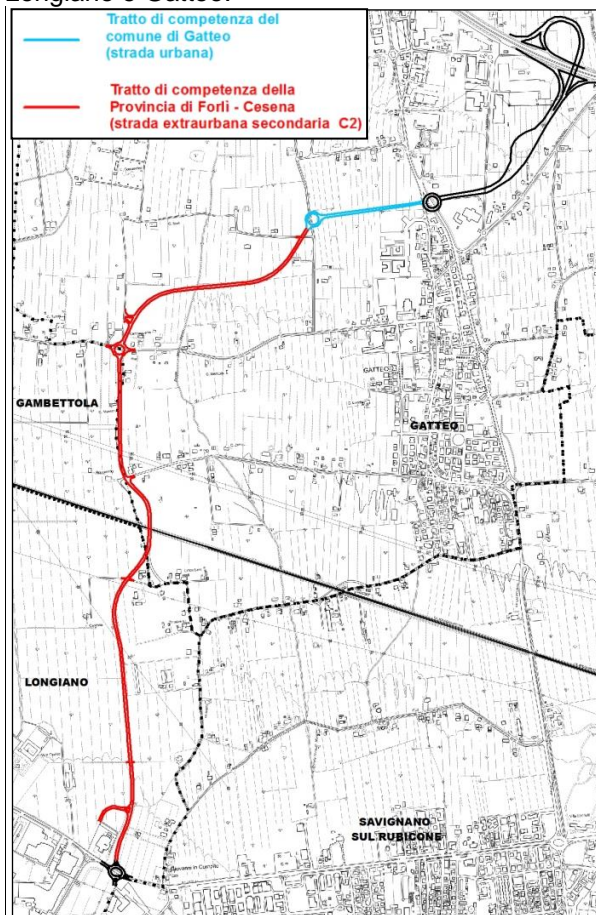 Longiano e Gatteo.
Tratto di competenza del
comune di Gatteo
(strada urbana)
Tratto di competenza della
Provincia di Forlì - Cesena
(strada extraurbana secondaria C2)
GATTEO
GAMBETTOLA
GATTEO
LONGIANO
SAVIGNANO
SUL RUBICONE